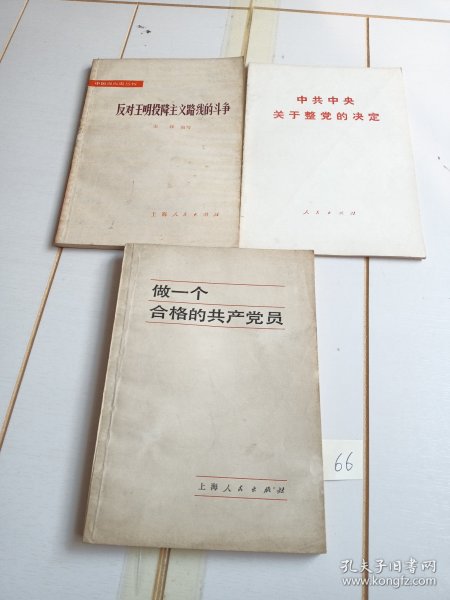 反对王明投降主义路线的斗争
上海人民出版社
中共中央
关于整党的决定
人民出版社
做一个
合格的共产党员
上海人民出版社
66
孔夫子旧书网
www.kongfz.com